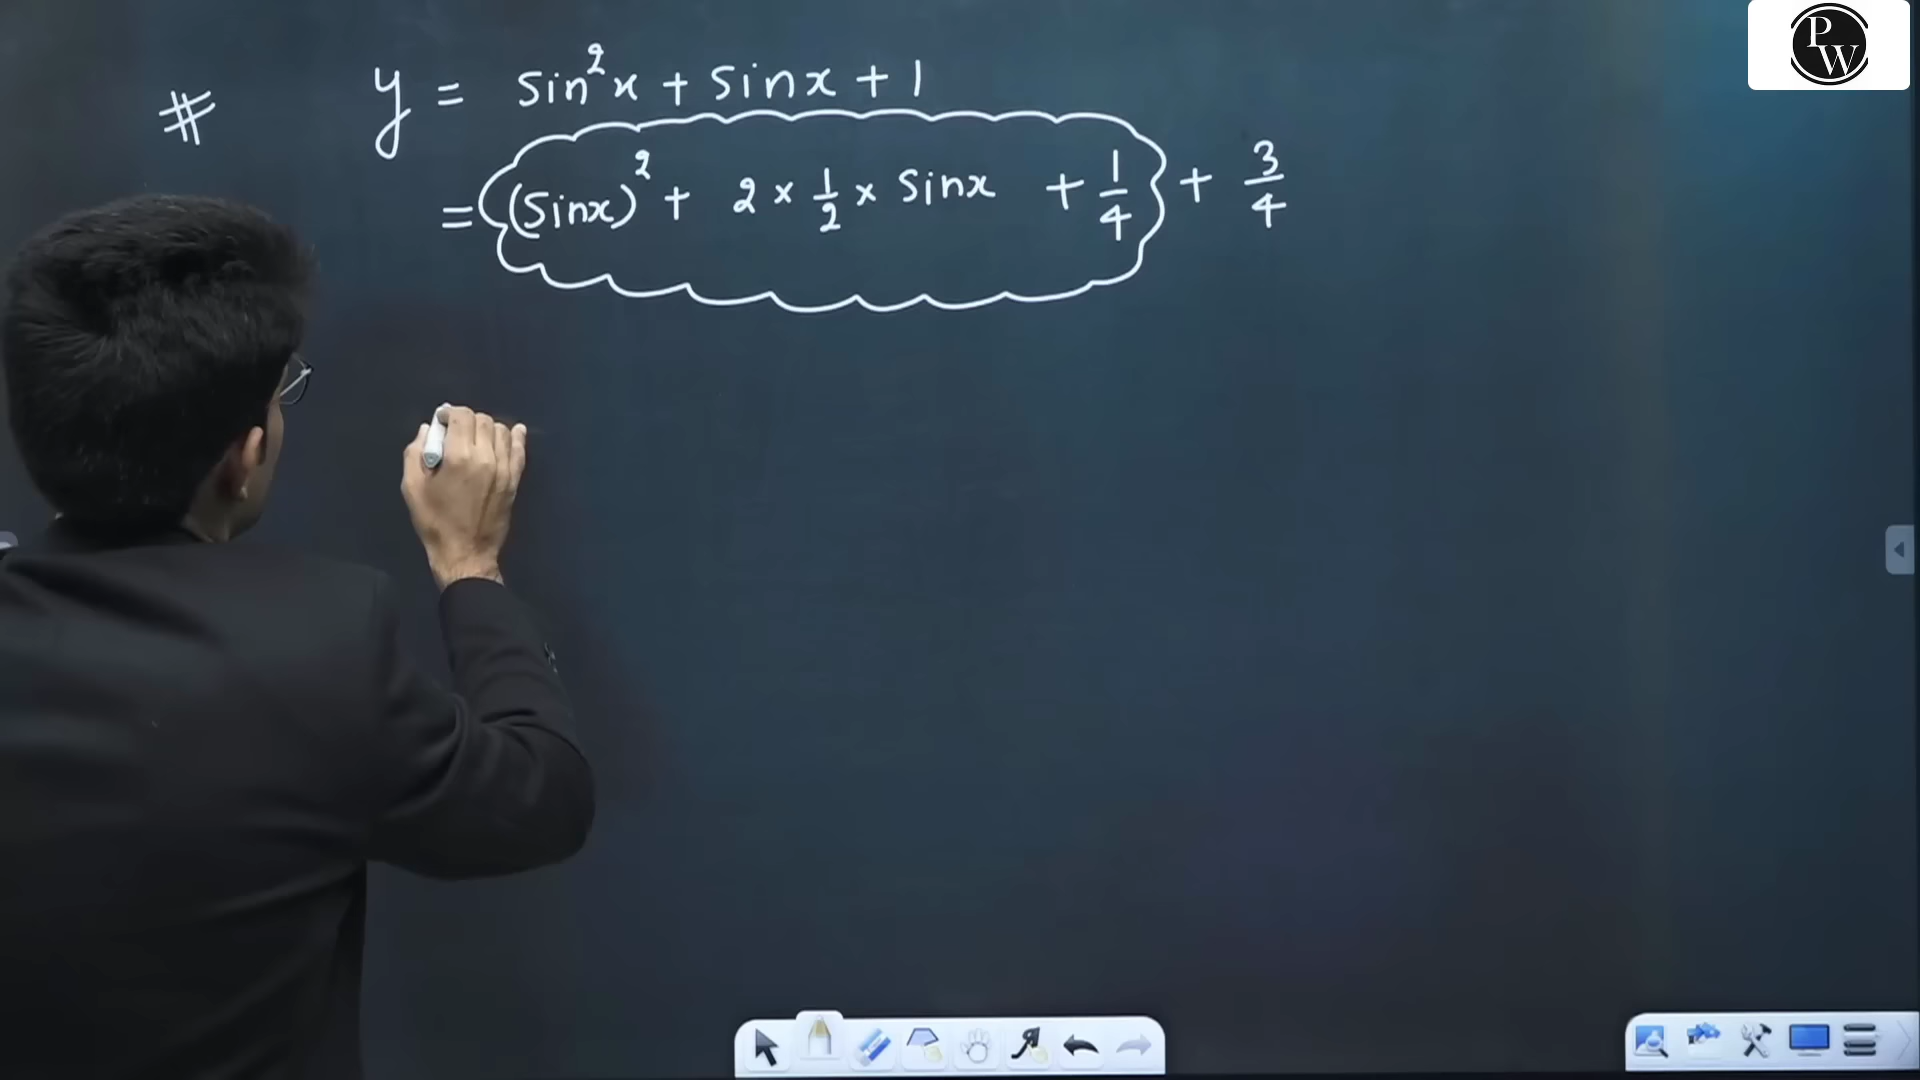 PW
# y = sin²x + sinx + 1
= (sinx)² + 2 × 1/2 × sinx + 1/4 + 3/4